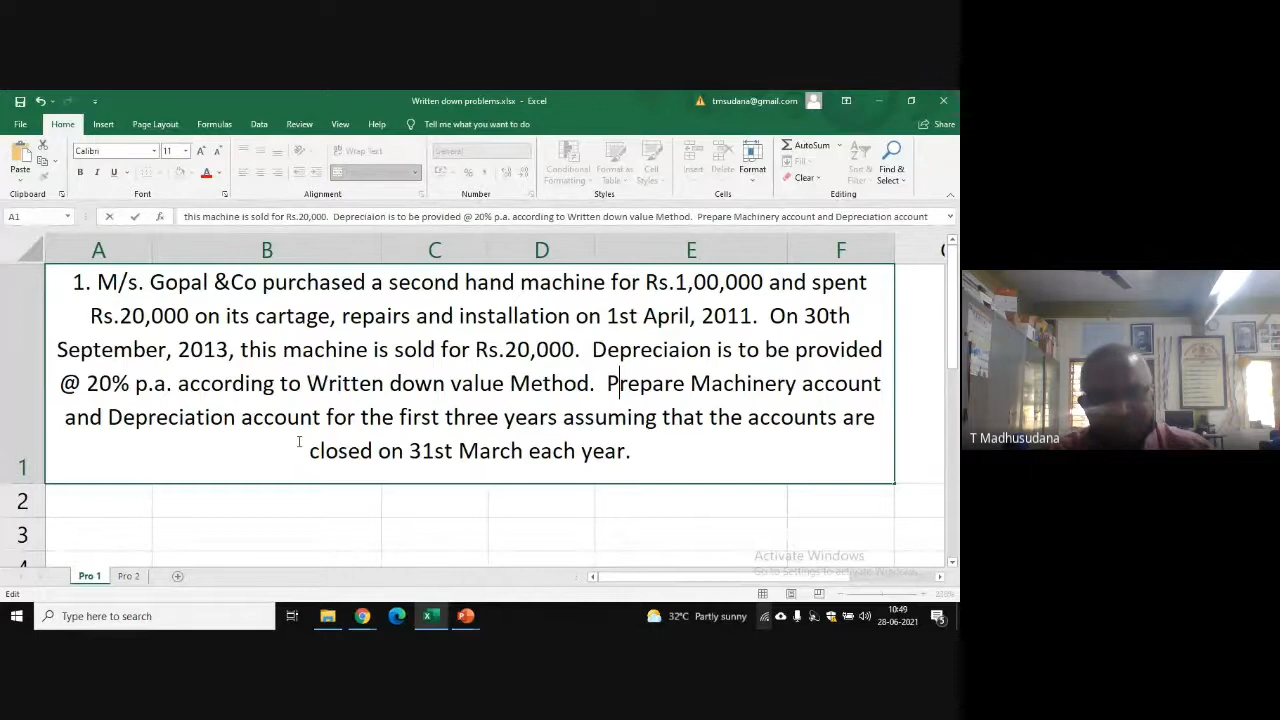 Written down problems.xlsx - Excel
tmsudana@gmail.com
File Home Insert Page Layout Formulas Data Review View Help Tell me what you want to do
Share
Paste
Calibri 11
Wrap Text
General
Conditional Formatting
Format as Table
Cell Styles
Insert Delete Format
AutoSum
Fill
Clear
Sort & Filter
Find & Select
Clipboard Font Alignment Number Styles Cells Editing
A1 this machine is sold for Rs.20,000. Depreciaion is to be provided @ 20% p.a. according to Written down value Method. Prepare Machinery account and Depreciation account
A B C D E F
1. M/s. Gopal &Co purchased a second hand machine for Rs.1,00,000 and spent
Rs.20,000 on its cartage, repairs and installation on 1st April, 2011. On 30th
September, 2013, this machine is sold for Rs.20,000. Depreciaion is to be provided
@ 20% p.a. according to Written down value Method. Prepare Machinery account
and Depreciation account for the first three years assuming that the accounts are
closed on 31st March each year.
1
2
3
4
Activate Windows
Go to Settings to activate Windows.
Pro 1 Pro 2
Edit
Type here to search
32°C Partly sunny
10:49
28-06-2021
5
T Madhusudana